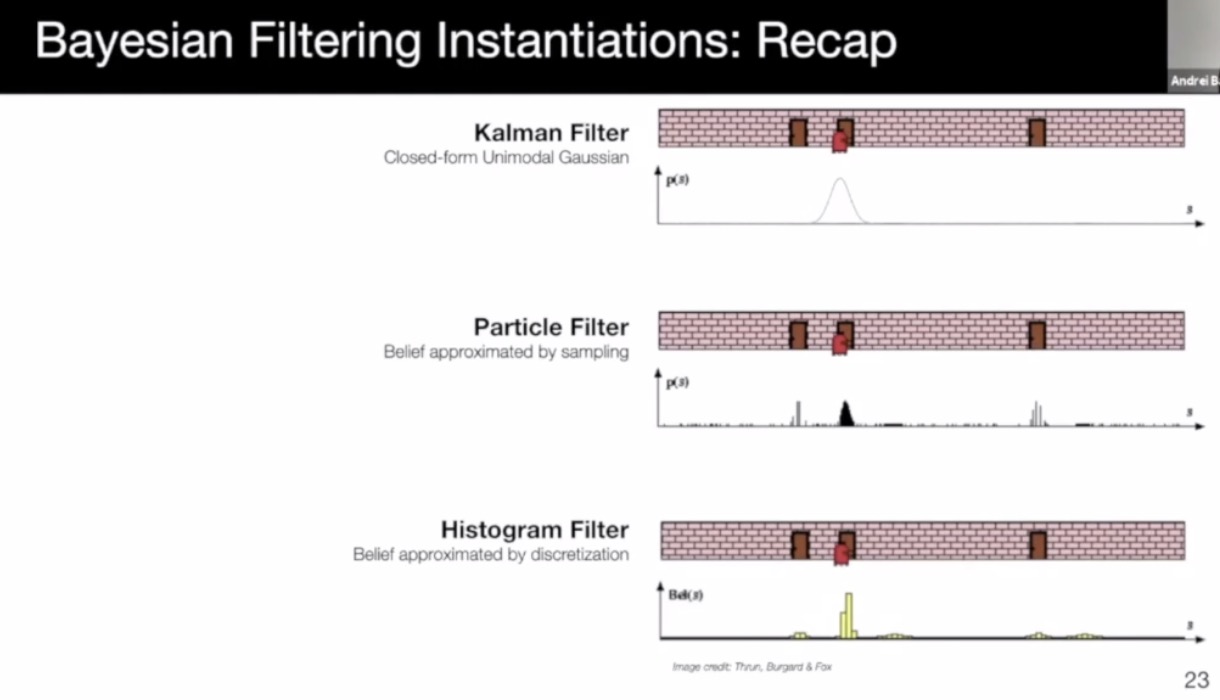 Bayesian Filtering Instantiations: Recap
Andrei B
Kalman Filter
Closed-form Unimodal Gaussian
p(s)
s
Particle Filter
Belief approximated by sampling
p(s)
s
Histogram Filter
Belief approximated by discretization
Bel(s)
s
Image credit: Thrun, Burgard & Fox
23